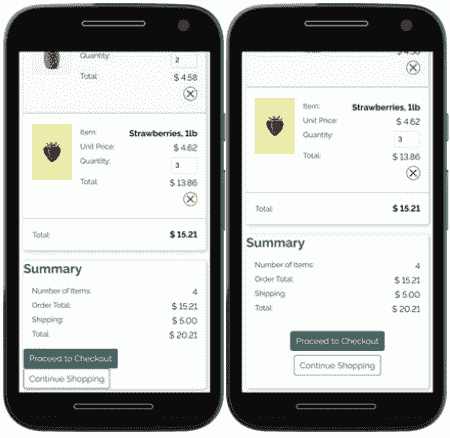 Quantity:
2
Total:
$ 4.58
Item:
Strawberries, 1lb
Unit Price:
$ 4.62
Quantity:
3
Total:
$ 13.86
Total:
$ 15.21
Summary
Number of Items:
4
Order Total:
$ 15.21
Shipping:
$ 5.00
Total:
$ 20.21
Proceed to Checkout
Continue Shopping
Item:
Strawberries, 1lb
Unit Price:
$ 4.62
Quantity:
3
Total:
$ 13.86
Total:
$ 15.21
Summary
Number of Items:
4
Order Total:
$ 15.21
Shipping:
$ 5.00
Total:
$ 20.21
Proceed to Checkout
Continue Shopping